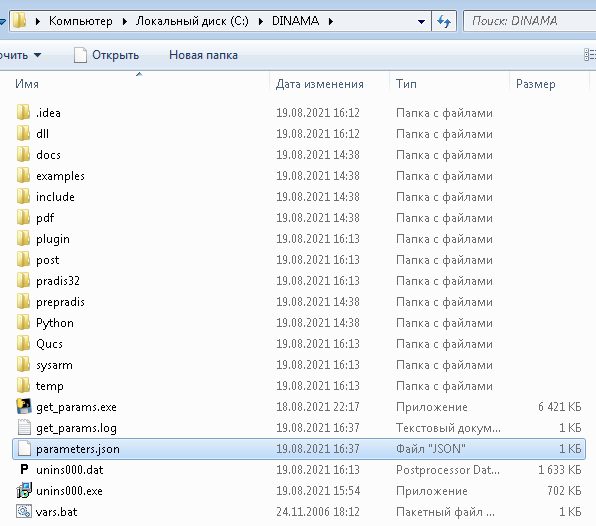 Компьютер Локальный диск (C:) DINAMA Поиск: DINAMA
очить Открыть Новая папка
Имя Дата изменения Тип Размер
.idea 19.08.2021 16:12 Папка с файлами
dll 19.08.2021 16:12 Папка с файлами
docs 19.08.2021 14:38 Папка с файлами
examples 19.08.2021 14:38 Папка с файлами
include 19.08.2021 14:38 Папка с файлами
pdf 19.08.2021 14:38 Папка с файлами
plugin 19.08.2021 16:13 Папка с файлами
post 19.08.2021 16:13 Папка с файлами
pradis32 19.08.2021 16:13 Папка с файлами
prepradis 19.08.2021 14:38 Папка с файлами
Python 19.08.2021 14:38 Папка с файлами
Qucs 19.08.2021 16:13 Папка с файлами
sysarm 19.08.2021 16:13 Папка с файлами
temp 19.08.2021 16:13 Папка с файлами
get_params.exe 18.08.2021 22:17 Приложение 6 421 КБ
get_params.log 19.08.2021 16:37 Текстовый докум... 1 КБ
parameters.json 19.08.2021 16:37 Файл "JSON" 1 КБ
unins000.dat 19.08.2021 16:13 Postprocessor Dat... 1 633 КБ
unins000.exe 19.08.2021 15:54 Приложение 702 КБ
vars.bat 24.11.2006 18:12 Пакетный файл ... 1 КБ